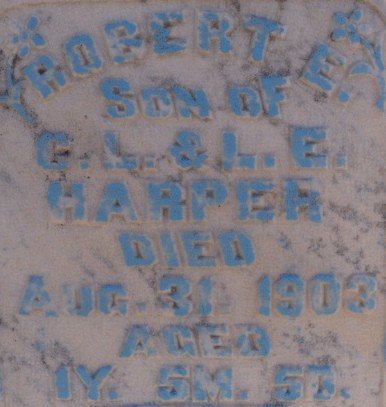 ROBERT E.
SON OF
C. L. & L. E.
HARPER
DIED
AUG. 31 1903
AGED
1Y. 5M. 5D.